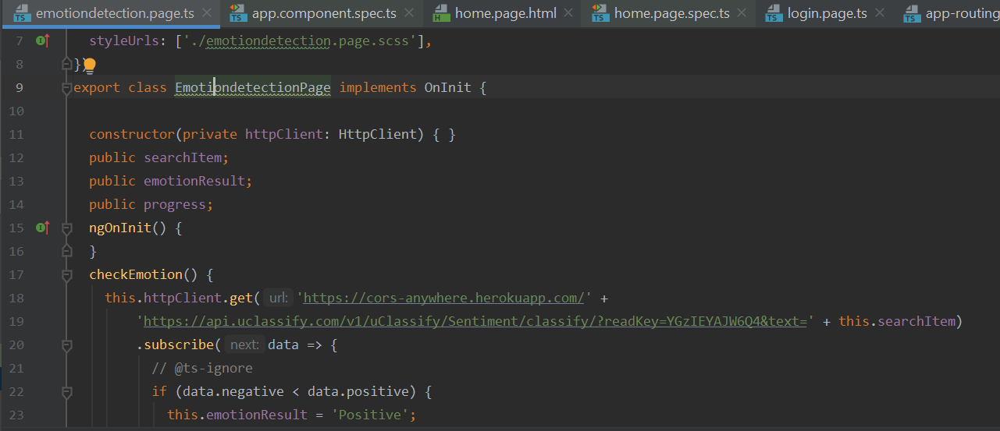 emotiondetection.page.ts app.component.spec.ts home.page.html home.page.spec.ts login.page.ts app-routing
7 styleUrls: ['./emotiondetection.page.scss'],
8 })
9 export class EmotiondetectionPage implements OnInit {
10
11 constructor(private httpClient: HttpClient) { }
12 public searchItem;
13 public emotionResult;
14 public progress;
15 ngOnInit() {
16 }
17 checkEmotion() {
18 this.httpClient.get( url: 'https://cors-anywhere.herokuapp.com/' +
19 'https://api.uclassify.com/v1/uClassify/Sentiment/classify/?readKey=YGzIEYAJW6Q4&text=' + this.searchItem)
20 .subscribe( next: data => {
21 // @ts-ignore
22 if (data.negative < data.positive) {
23 this.emotionResult = 'Positive';